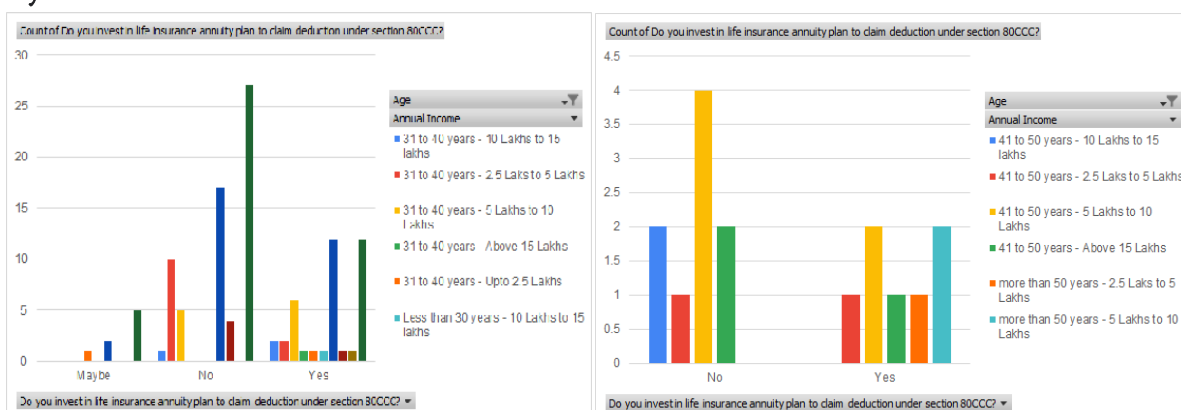 Count of Do you invest in life insurance annuity plan to claim deduction under section 80CCC?
30
25
20
15
10
5
0
Maybe
No
Yes
Age
Annual Income
31 to 40 years - 10 Lakhs to 15
lakhs
31 to 40 years - 2.5 Laks to 5 Lakhs
31 to 40 years - 5 Lakhs to 10
Lakhs
31 to 40 years - Above 15 Lakhs
31 to 40 years - Upto 2.5 Lakhs
Less than 30 years - 10 Lakhs to 15
lakhs
Do you invest in life insurance annuity plan to claim deduction under section 80CCC?
Count of Do you invest in life insurance annuity plan to claim deduction under section 80CCC?
4.5
4
3.5
3
2.5
2
1.5
1
0.5
0
No
Yes
Age
Annual Income
41 to 50 years - 10 Lakhs to 15
lakhs
41 to 50 years - 2.5 Laks to 5 Lakhs
41 to 50 years - 5 Lakhs to 10
Lakhs
41 to 50 years - Above 15 Lakhs
more than 50 years - 2.5 Laks to 5
Lakhs
more than 50 years - 5 Lakhs to 10
Lakhs
Do you invest in life insurance annuity plan to claim deduction under section 80CCC?